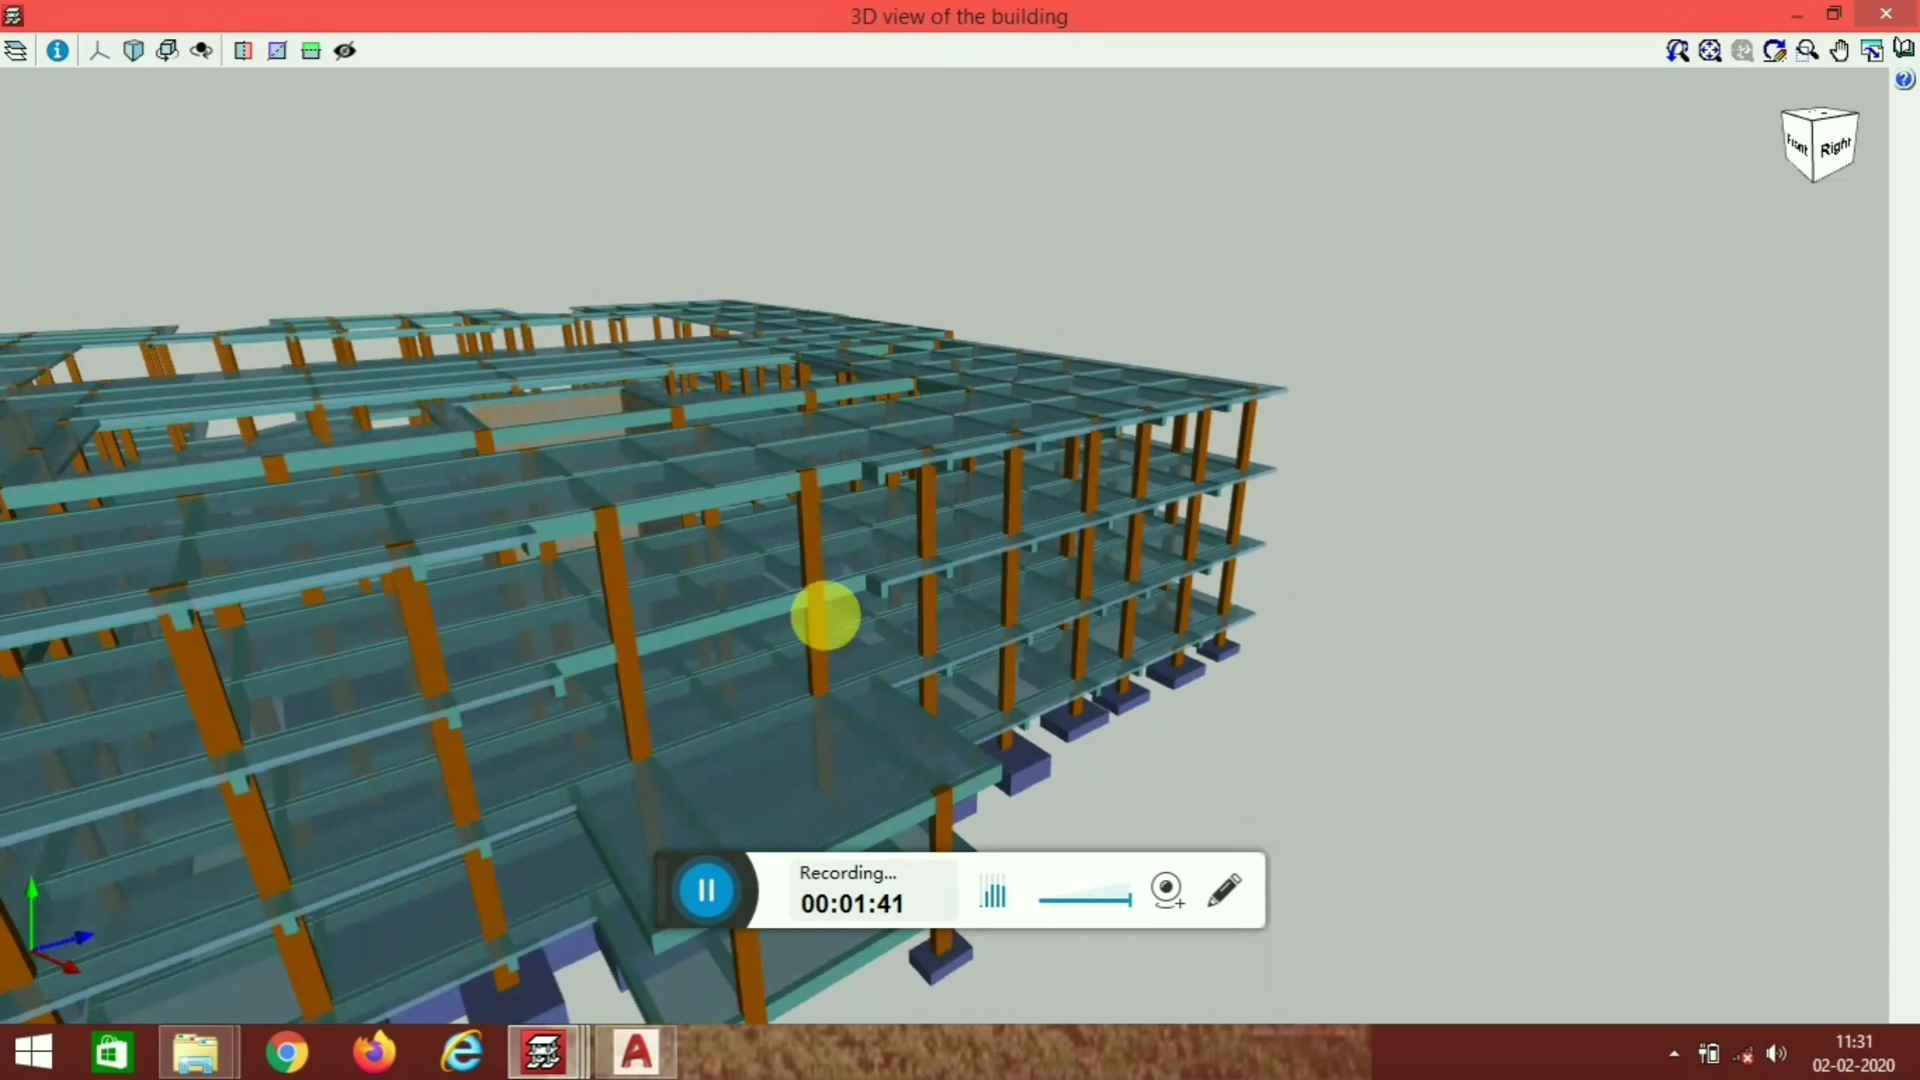 3D view of the building
Front
Right
Recording...
00:01:41
11:31
02-02-2020